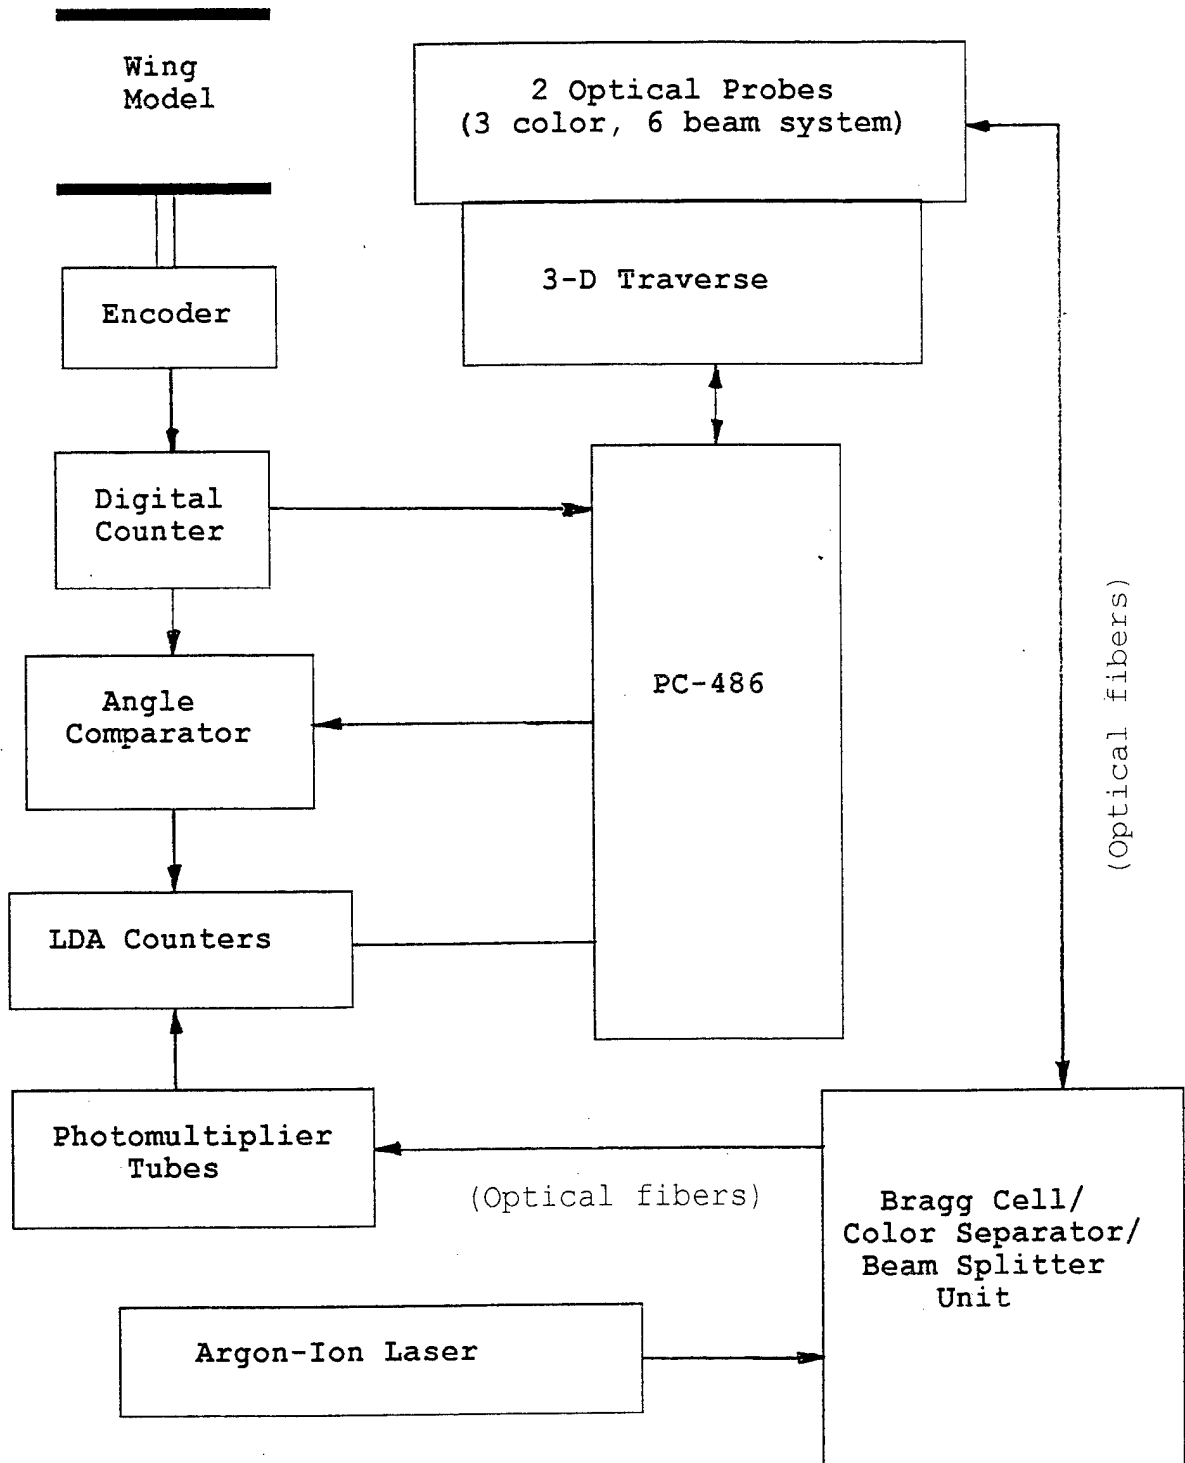 Wing
Model
2 Optical Probes
(3 color, 6 beam system)
3-D Traverse
Encoder
Digital
Counter
PC-486
Angle
Comparator
(Optical fibers)
LDA Counters
Photomultiplier
Tubes
(Optical fibers)
Bragg Cell/
Color Separator/
Beam Splitter
Unit
Argon-Ion Laser